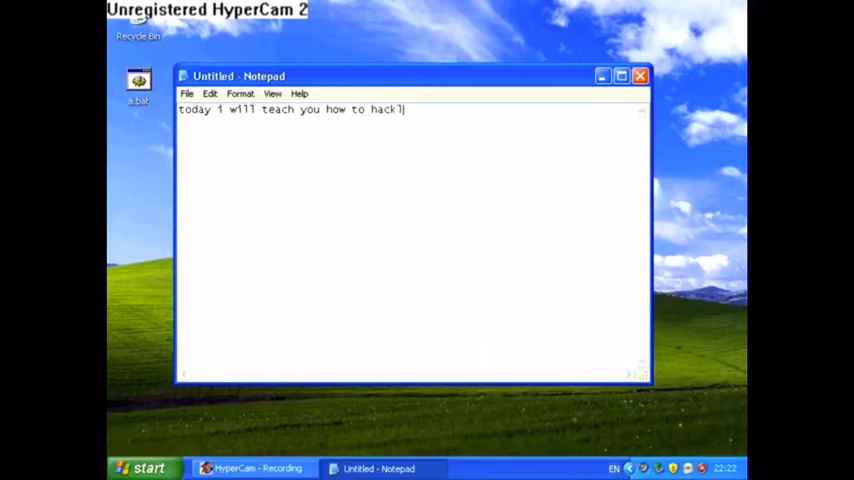 Unregistered HyperCam 2
Recycle Bin
a.bat
Untitled - Notepad
File Edit Format View Help
today i will teach you how to hackl
start HyperCam - Recording Untitled - Notepad EN 22:22